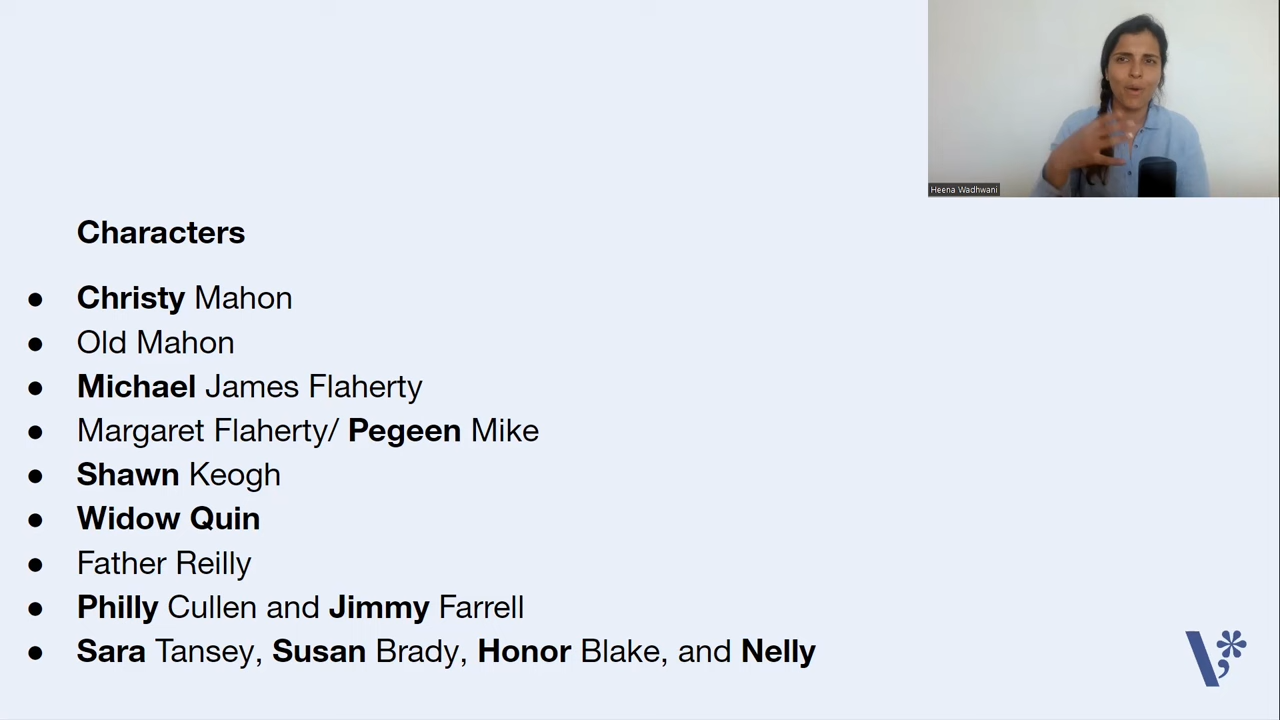 Heena Wadhwani
Characters
● Christy Mahon
● Old Mahon
● Michael James Flaherty
● Margaret Flaherty/ Pegeen Mike
● Shawn Keogh
● Widow Quin
● Father Reilly
● Philly Cullen and Jimmy Farrell
● Sara Tansey, Susan Brady, Honor Blake, and Nelly